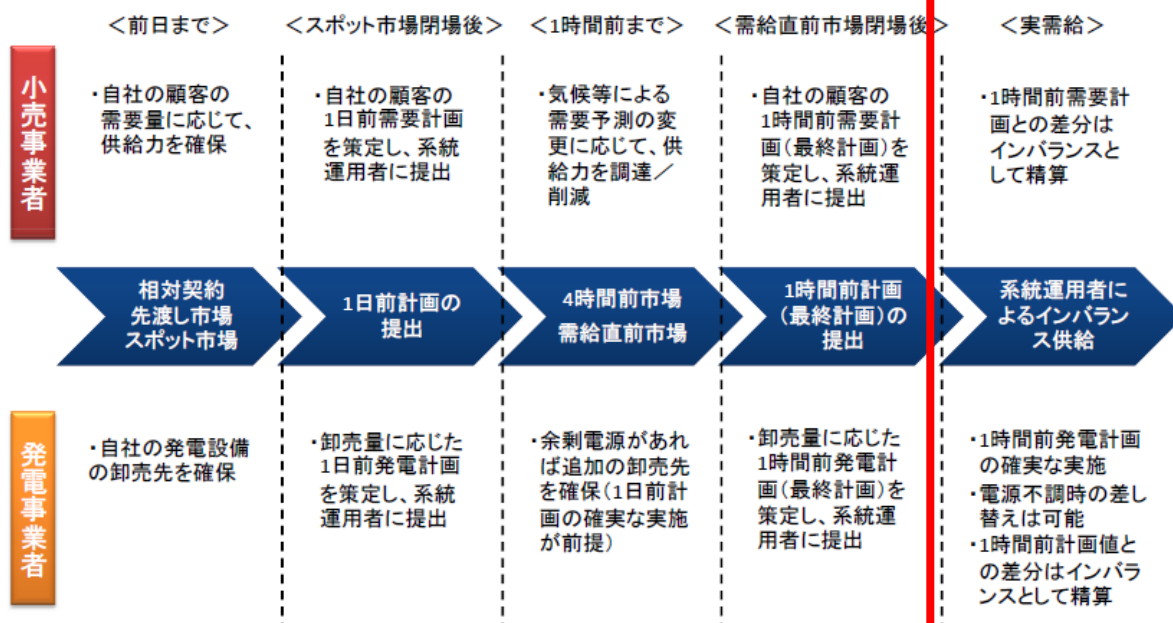 <前日まで>
<スポット市場閉場後>
<1時間前まで>
<需給直前市場閉場後>
<実需給>
小売事業者
・自社の顧客の
需要量に応じて、
供給力を確保
・自社の顧客の
1日前需要計画
を策定し、系統
運用者に提出
・気候等による
需要予測の変
更に応じて、供
給力を調達／
削減
・自社の顧客の
1時間前需要計
画(最終計画)を
策定し、系統運
用者に提出
・1時間前需要計
画との差分は
インバランスと
して精算
相対契約
先渡し市場
スポット市場
1日前計画の
提出
4時間前市場
需給直前市場
1時間前計画
(最終計画)の
提出
系統運用者に
よるインバラン
ス供給
発電事業者
・自社の発電設備
の卸売先を確保
・卸売量に応じた
1日前発電計画
を策定し、系統
運用者に提出
・余剰電源があれ
ば追加の卸売先
を確保(1日前計
画の確実な実施
が前提)
・卸売量に応じた
1時間前発電計
画(最終計画)を
策定し、系統運
用者に提出
・1時間前発電計画
の確実な実施
・電源不調時の差し
替えは可能
・1時間前計画値と
の差分はインバラ
ンスとして精算